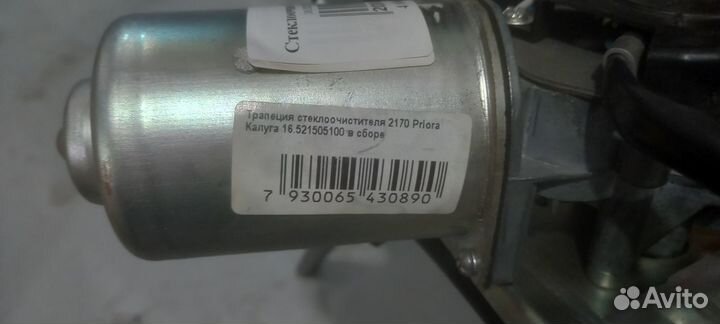 Трапеция стеклоочистителя 2170 Priora
Калуга 16.521505100 в сборе
7 930065 430890
Avito